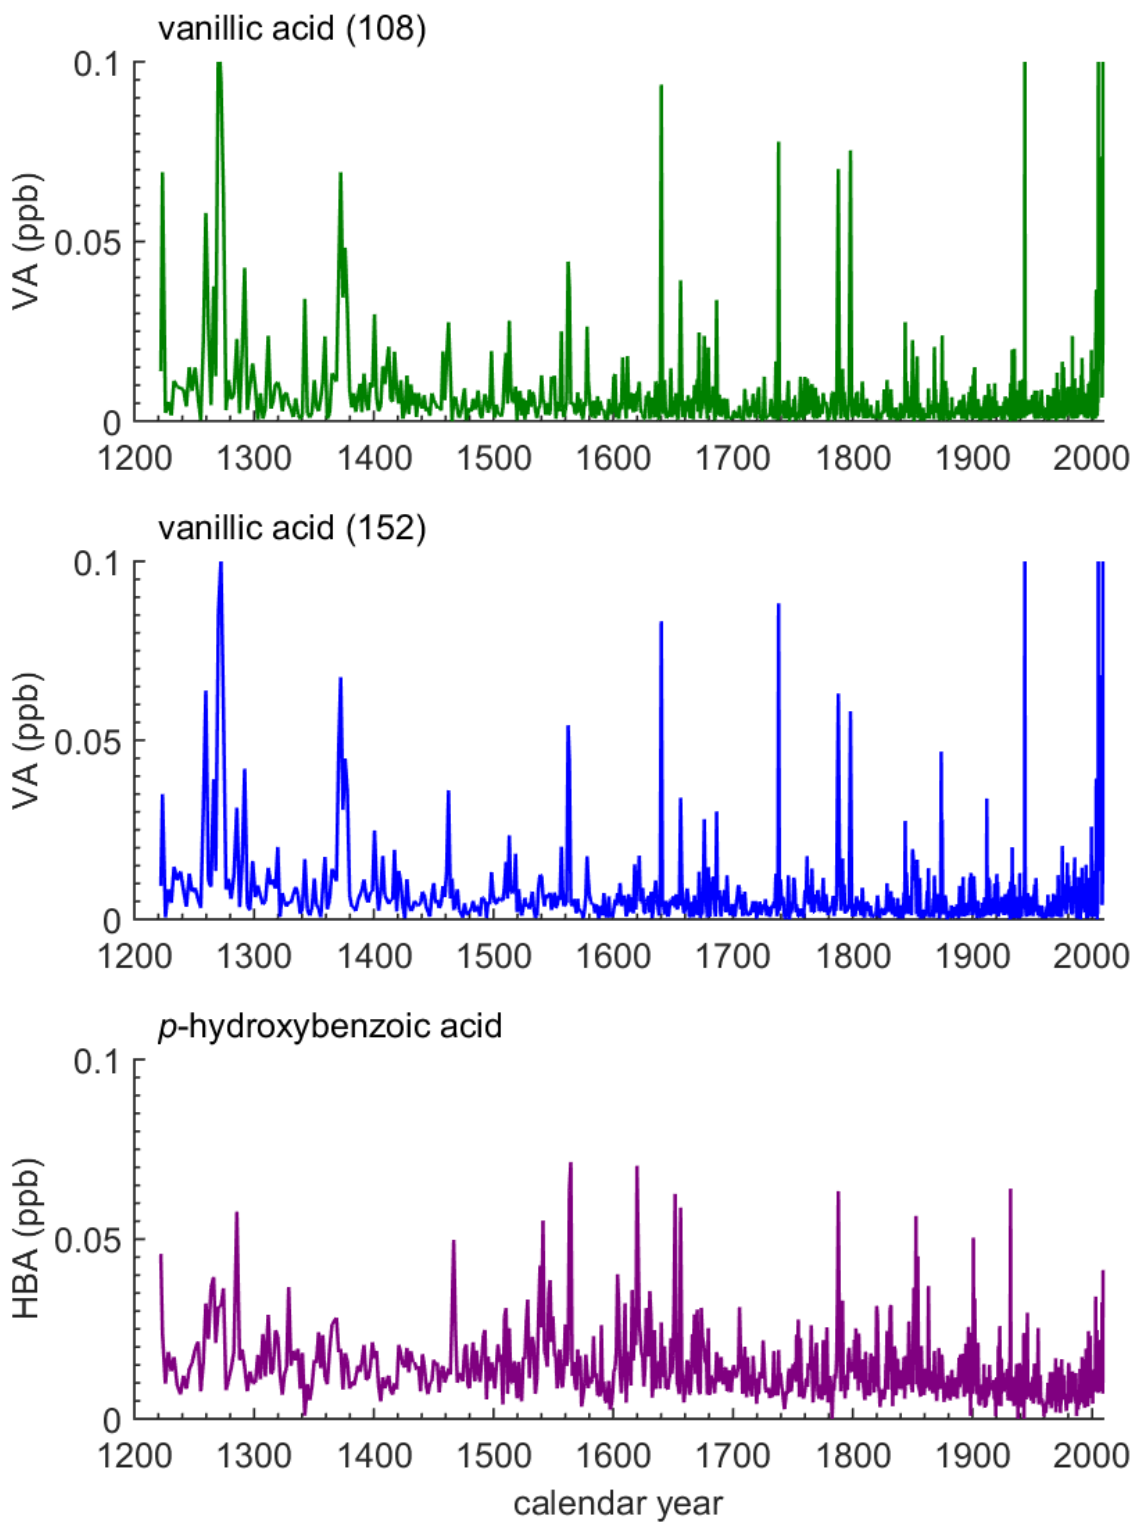 vanillic acid (108)
0.1
0.05
0
VA (ppb)
1200 1300 1400 1500 1600 1700 1800 1900 2000
vanillic acid (152)
0.1
0.05
0
VA (ppb)
1200 1300 1400 1500 1600 1700 1800 1900 2000
p-hydroxybenzoic acid
0.1
0.05
0
HBA (ppb)
1200 1300 1400 1500 1600 1700 1800 1900 2000
calendar year